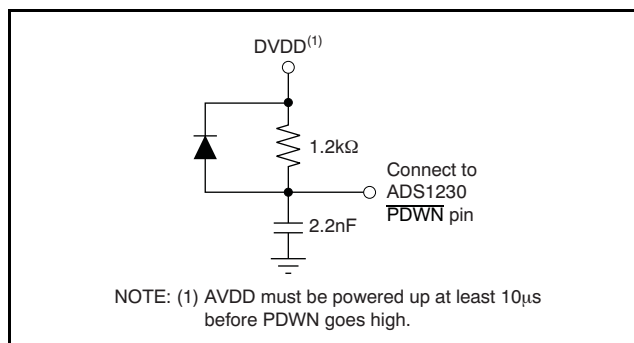 DVDD(1)
1.2kΩ
Connect to
ADS1230
PDWN pin
2.2nF
NOTE: (1) AVDD must be powered up at least 10μs
before PDWN goes high.